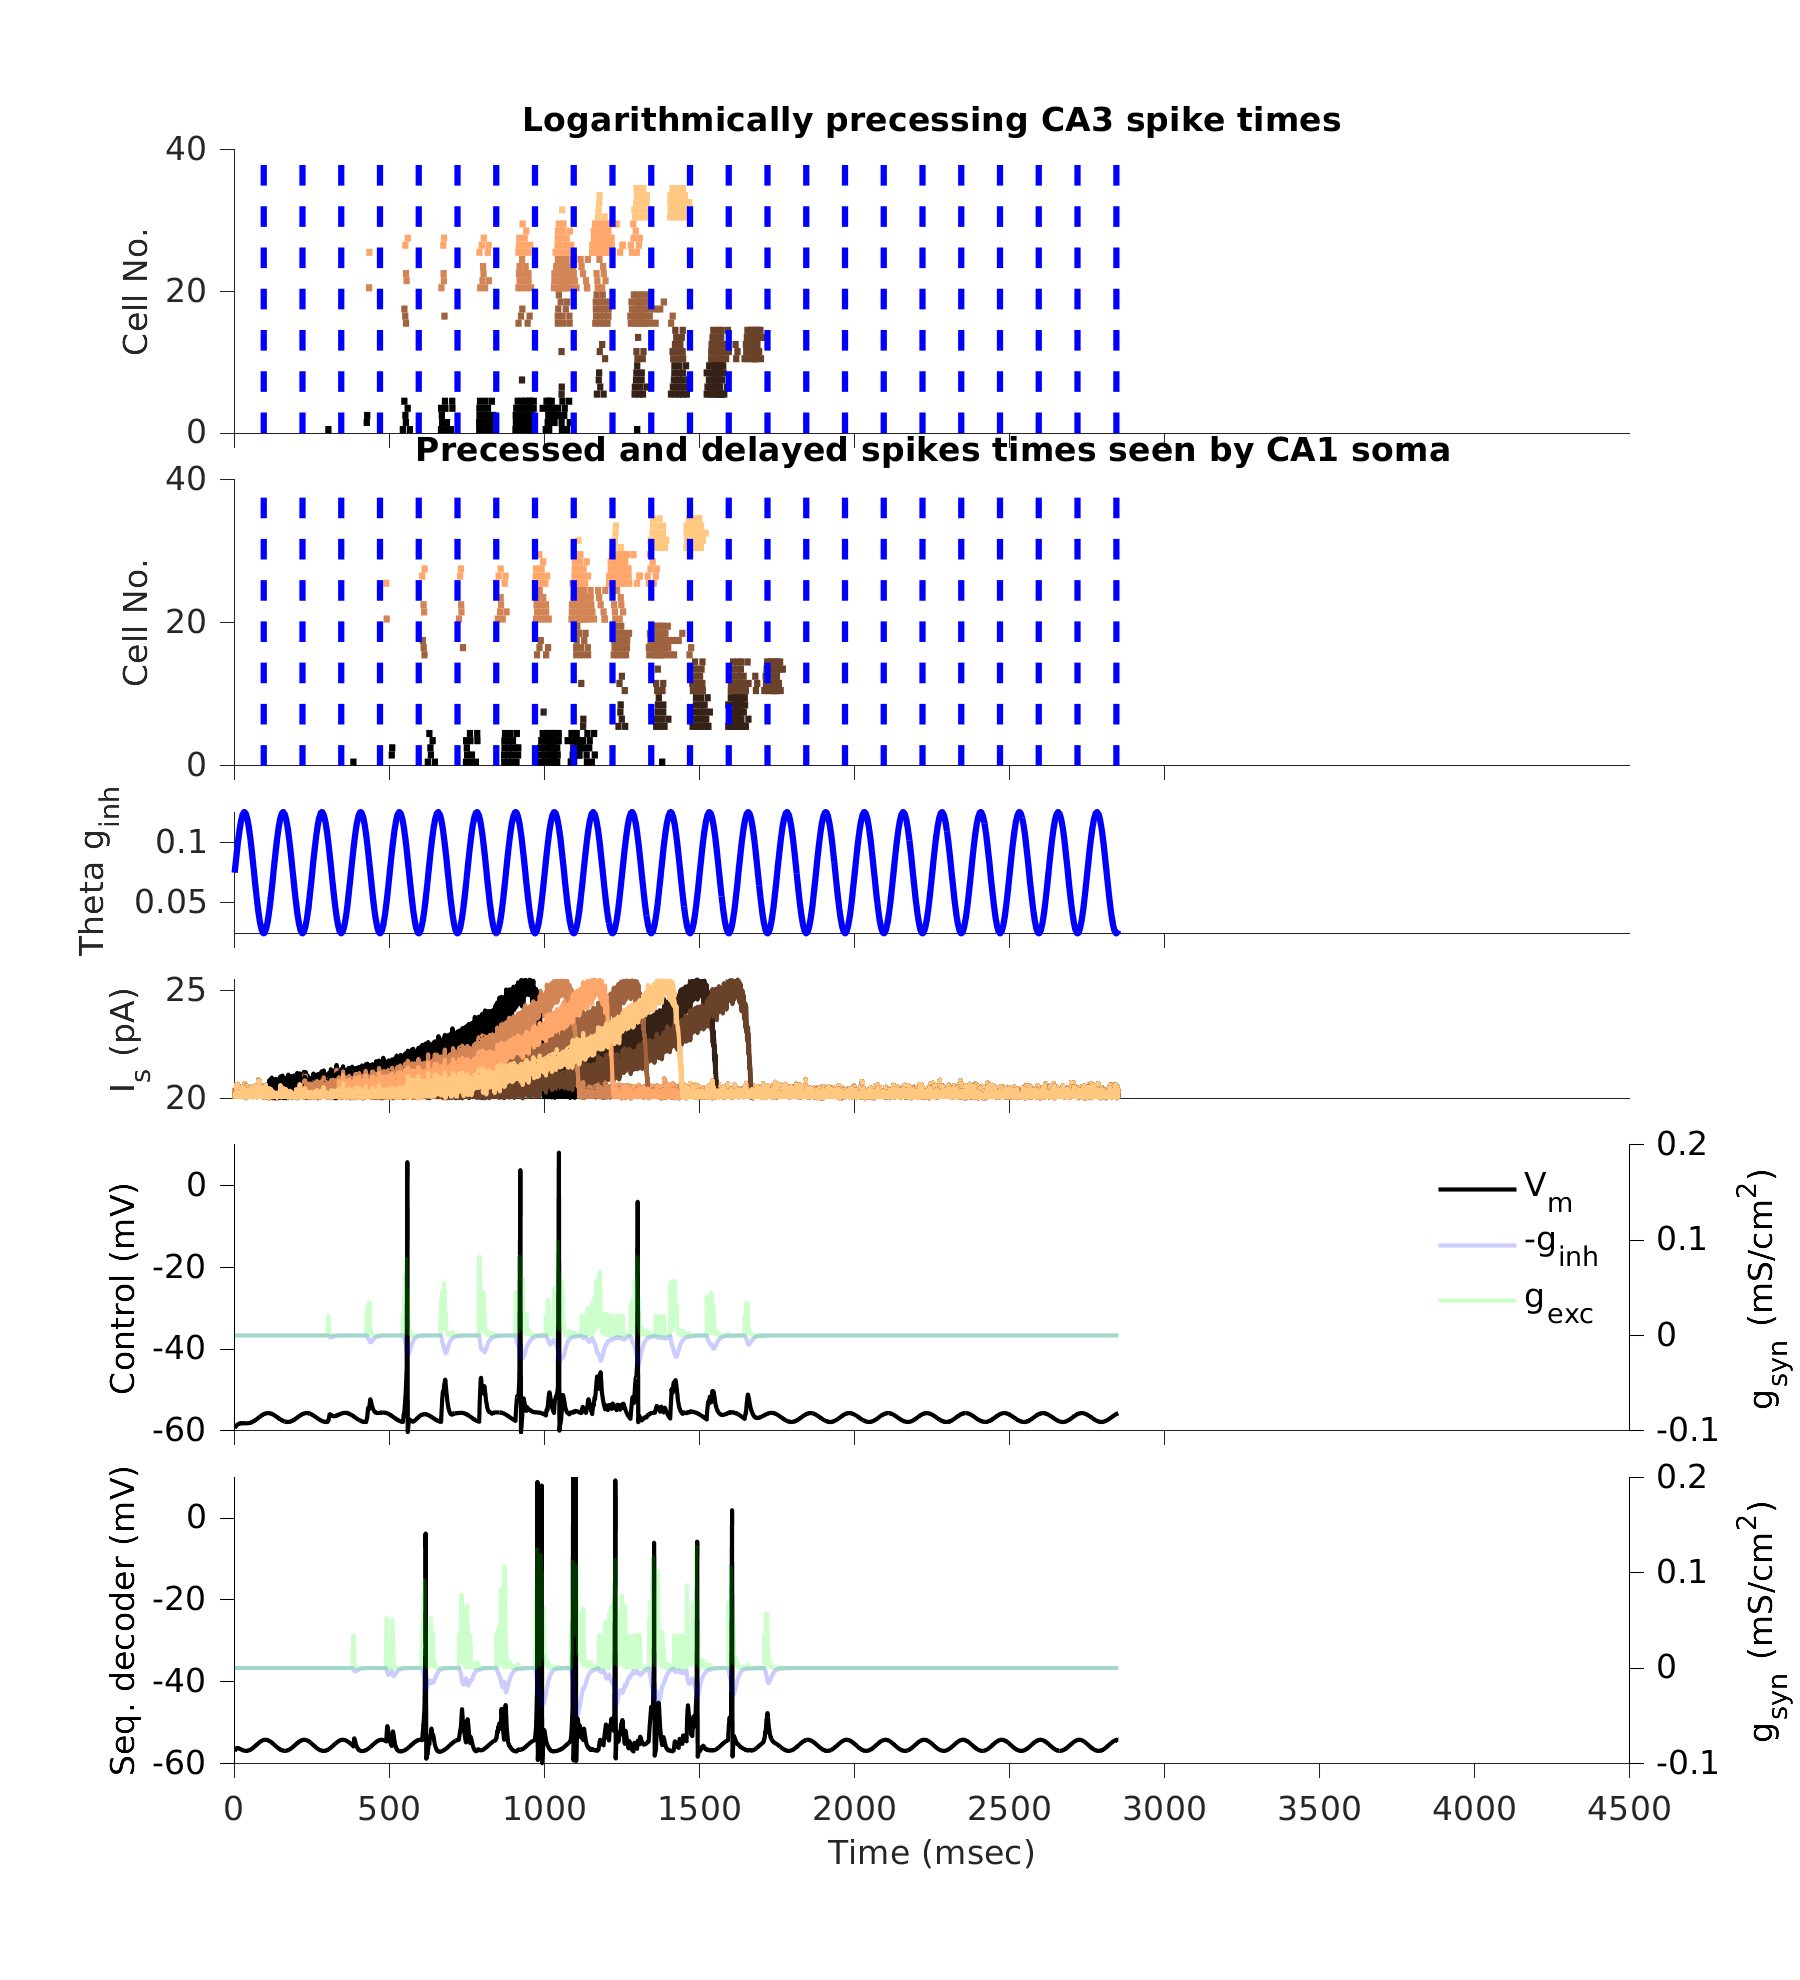 Logarithmically precessing CA3 spike times
40
20
0
Cell No.
Precessed and delayed spikes times seen by CA1 soma
40
20
0
Cell No.
0.1
0.05
Theta g_inh
25
20
I_s (pA)
0
-20
-40
-60
Control (mV)
V_m
-g_inh
g_exc
0.2
0.1
0
-0.1
g_syn (mS/cm^2)
0
-20
-40
-60
Seq. decoder (mV)
0.2
0.1
0
-0.1
g_syn (mS/cm^2)
0 500 1000 1500 2000 2500 3000 3500 4000 4500
Time (msec)